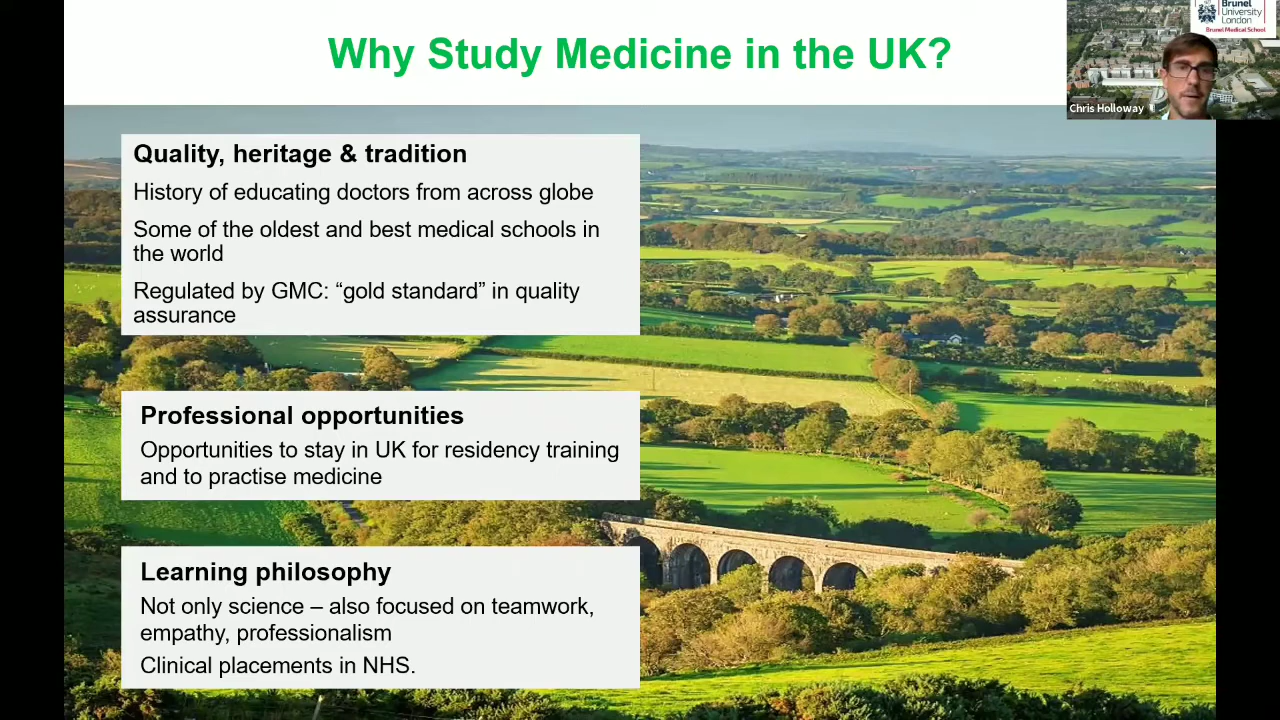 Why Study Medicine in the UK?
Brunel
University
London
Brunel Medical School
Chris Holloway
Quality, heritage & tradition
History of educating doctors from across globe
Some of the oldest and best medical schools in
the world
Regulated by GMC: “gold standard” in quality
assurance
Professional opportunities
Opportunities to stay in UK for residency training
and to practise medicine
Learning philosophy
Not only science – also focused on teamwork,
empathy, professionalism
Clinical placements in NHS.